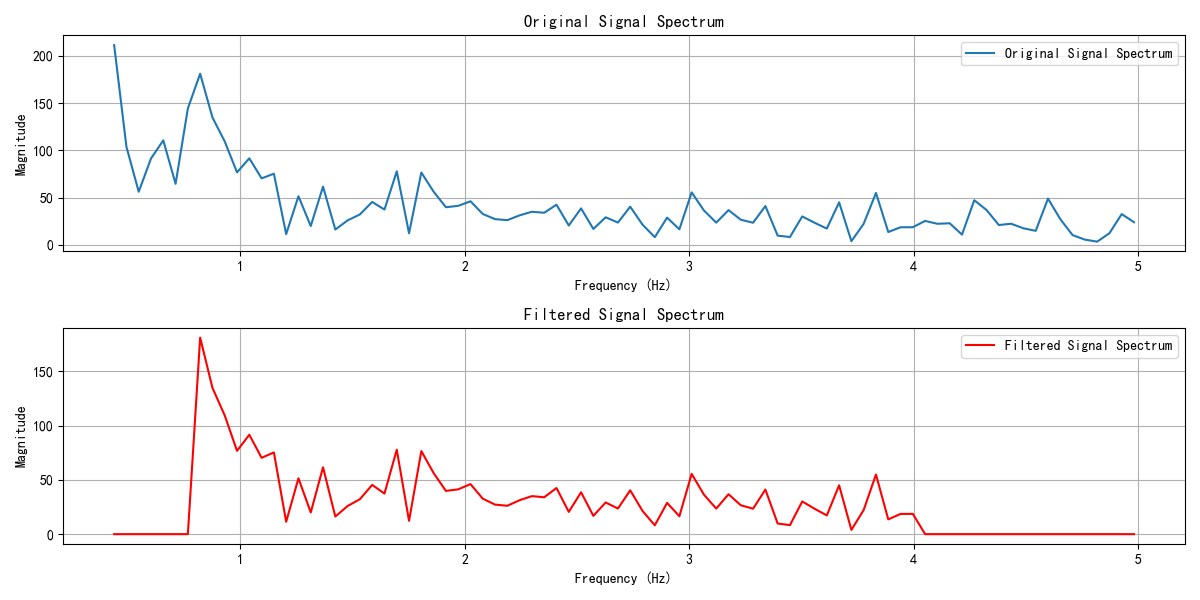 Original Signal Spectrum
Original Signal Spectrum
Magnitude
200
150
100
50
0
1 2 3 4 5
Frequency (Hz)
Filtered Signal Spectrum
Filtered Signal Spectrum
Magnitude
150
100
50
0
1 2 3 4 5
Frequency (Hz)